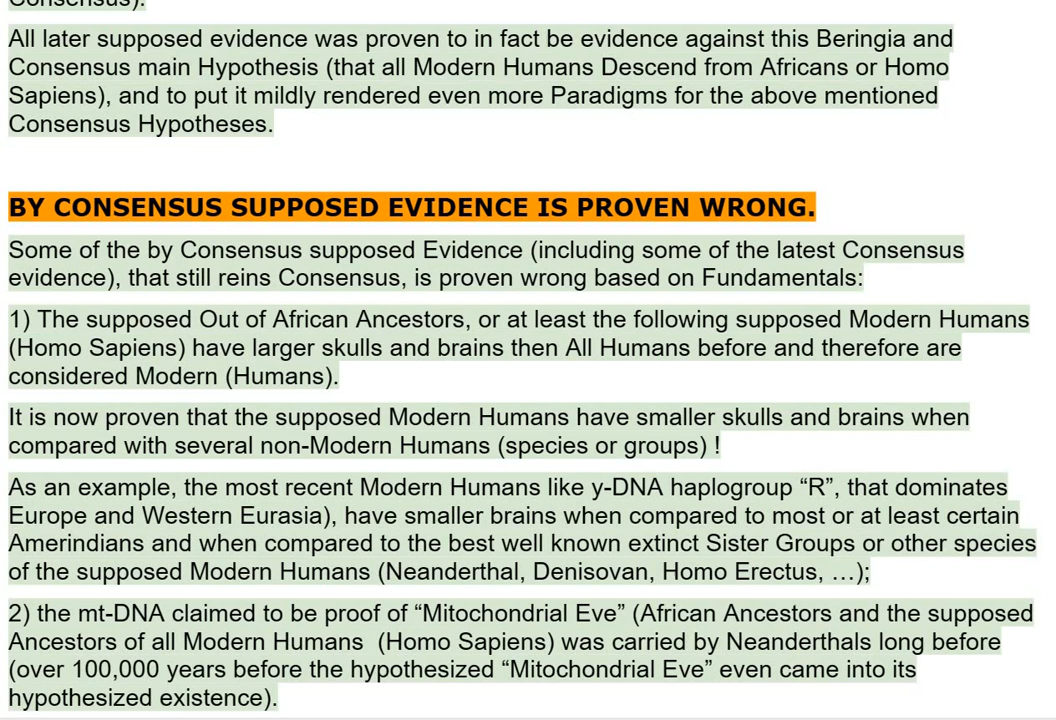 Consensus).
All later supposed evidence was proven to in fact be evidence against this Beringia and
Consensus main Hypothesis (that all Modern Humans Descend from Africans or Homo
Sapiens), and to put it mildly rendered even more Paradigms for the above mentioned
Consensus Hypotheses.
BY CONSENSUS SUPPOSED EVIDENCE IS PROVEN WRONG.
Some of the by Consensus supposed Evidence (including some of the latest Consensus
evidence), that still reins Consensus, is proven wrong based on Fundamentals:
1) The supposed Out of African Ancestors, or at least the following supposed Modern Humans
(Homo Sapiens) have larger skulls and brains then All Humans before and therefore are
considered Modern (Humans).
It is now proven that the supposed Modern Humans have smaller skulls and brains when
compared with several non-Modern Humans (species or groups) !
As an example, the most recent Modern Humans like y-DNA haplogroup “R”, that dominates
Europe and Western Eurasia), have smaller brains when compared to most or at least certain
Amerindians and when compared to the best well known extinct Sister Groups or other species
of the supposed Modern Humans (Neanderthal, Denisovan, Homo Erectus, …);
2) the mt-DNA claimed to be proof of “Mitochondrial Eve” (African Ancestors and the supposed
Ancestors of all Modern Humans (Homo Sapiens) was carried by Neanderthals long before
(over 100,000 years before the hypothesized “Mitochondrial Eve” even came into its
hypothesized existence).